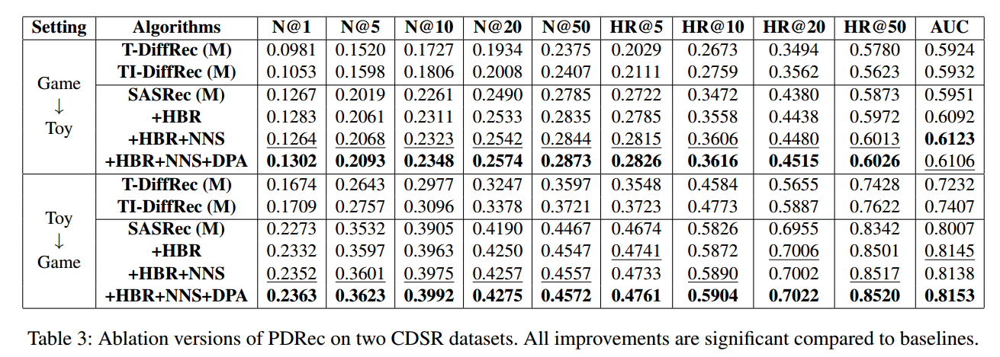 Setting Algorithms N@1 N@5 N@10 N@20 N@50 HR@5 HR@10 HR@20 HR@50 AUC
Game
↓
Toy
T-DiffRec (M) 0.0981 0.1520 0.1727 0.1934 0.2375 0.2029 0.2673 0.3494 0.5780 0.5924
TI-DiffRec (M) 0.1053 0.1598 0.1806 0.2008 0.2407 0.2111 0.2759 0.3562 0.5623 0.5932
SASRec (M) 0.1267 0.2019 0.2261 0.2490 0.2785 0.2722 0.3472 0.4380 0.5873 0.5951
+HBR 0.1283 0.2061 0.2311 0.2533 0.2835 0.2785 0.3558 0.4438 0.5972 0.6092
+HBR+NNS 0.1264 0.2068 0.2323 0.2542 0.2844 0.2815 0.3606 0.4480 0.6013 0.6123
+HBR+NNS+DPA 0.1302 0.2093 0.2348 0.2574 0.2873 0.2826 0.3616 0.4515 0.6026 0.6106
Toy
↓
Game
T-DiffRec (M) 0.1674 0.2643 0.2977 0.3247 0.3597 0.3548 0.4584 0.5655 0.7428 0.7232
TI-DiffRec (M) 0.1709 0.2757 0.3096 0.3378 0.3721 0.3723 0.4773 0.5887 0.7622 0.7407
SASRec (M) 0.2273 0.3532 0.3905 0.4190 0.4467 0.4674 0.5826 0.6955 0.8342 0.8007
+HBR 0.2332 0.3597 0.3963 0.4250 0.4547 0.4741 0.5872 0.7006 0.8501 0.8145
+HBR+NNS 0.2352 0.3601 0.3975 0.4257 0.4557 0.4733 0.5890 0.7002 0.8517 0.8138
+HBR+NNS+DPA 0.2363 0.3623 0.3992 0.4275 0.4572 0.4761 0.5904 0.7022 0.8520 0.8153
Table 3: Ablation versions of PDRec on two CDSR datasets. All improvements are significant compared to baselines.